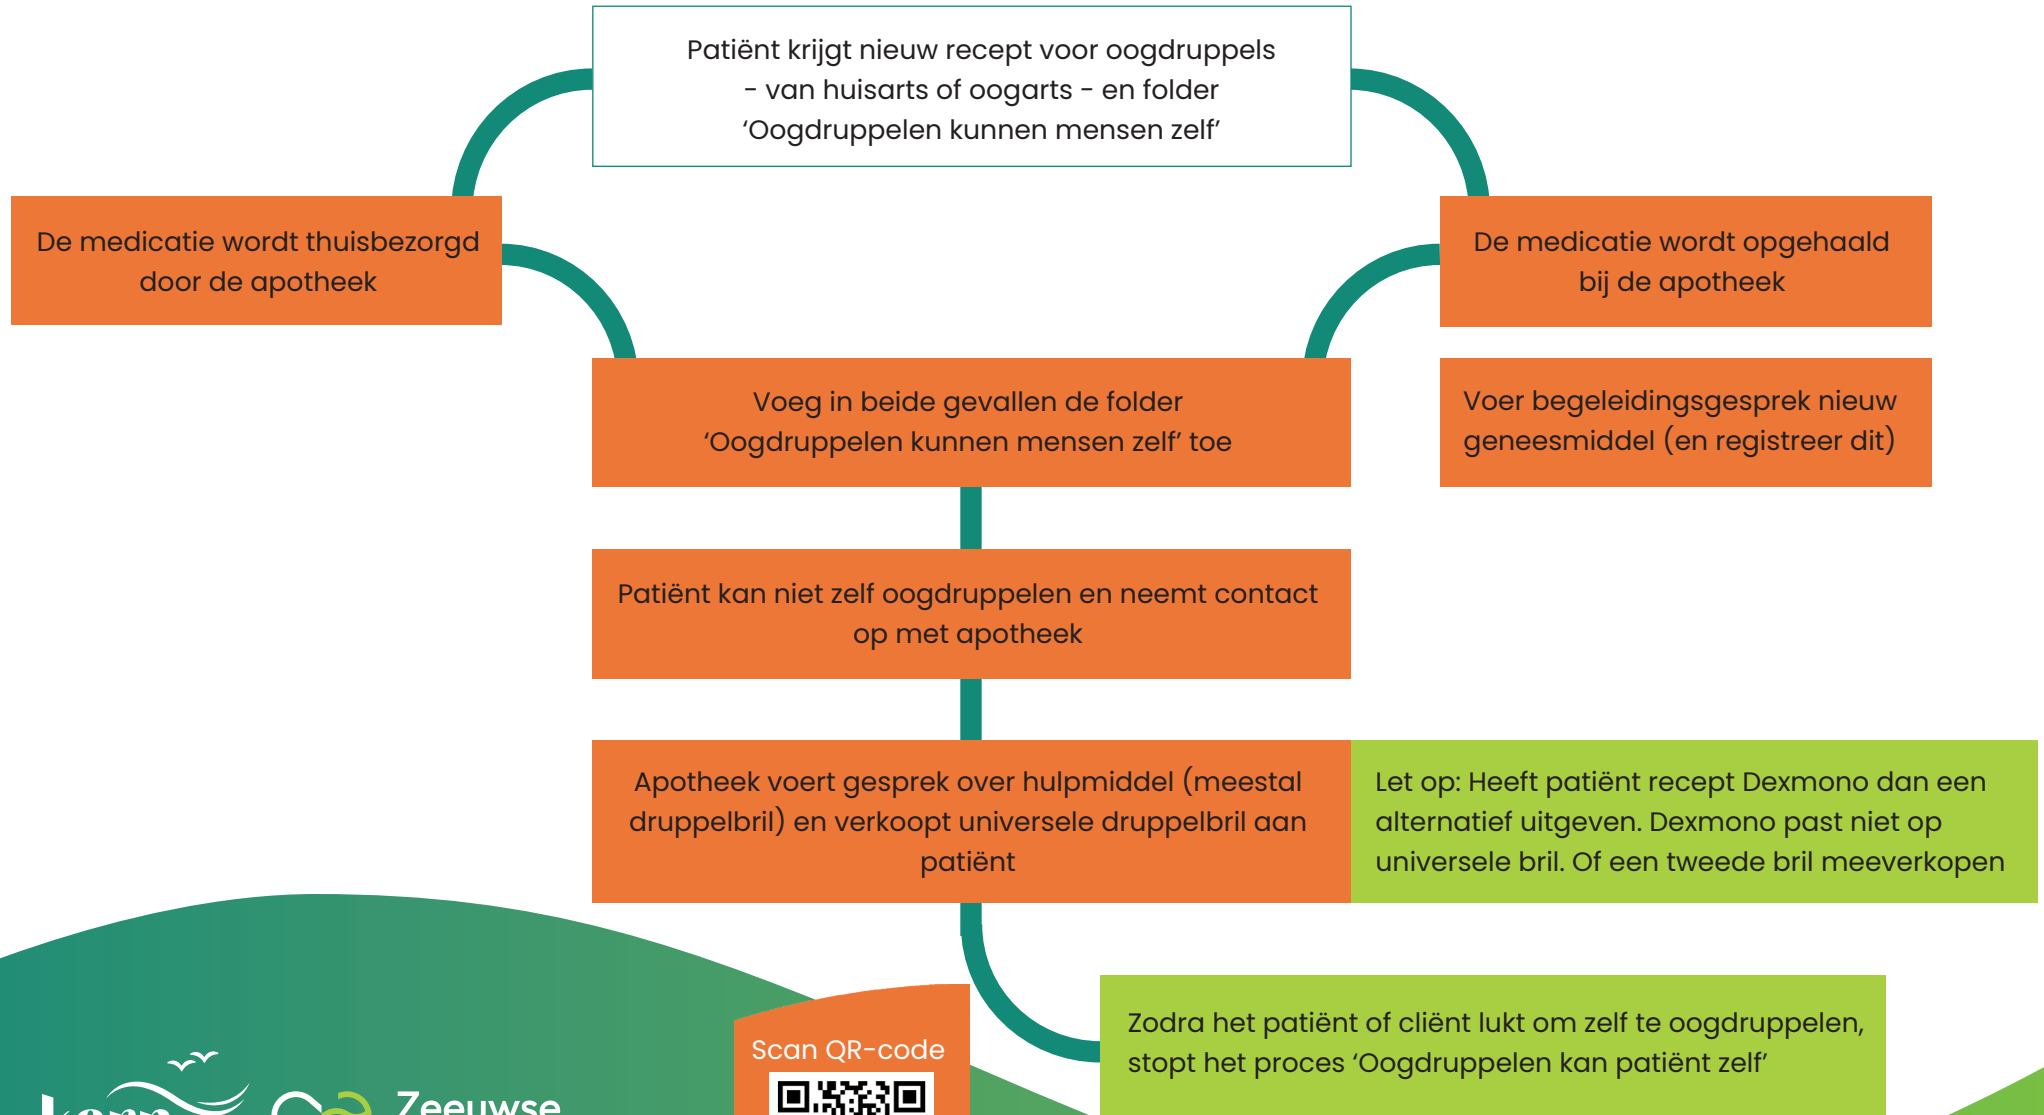 Patiënt krijgt nieuw recept voor oogdruppels
- van huisarts of oogarts - en folder
‘Oogdruppelen kunnen mensen zelf’
De medicatie wordt thuisbezorgd
door de apotheek
De medicatie wordt opgehaald
bij de apotheek
Voeg in beide gevallen de folder
‘Oogdruppelen kunnen mensen zelf’ toe
Voer begeleidingsgesprek nieuw
geneesmiddel (en registreer dit)
Patiënt kan niet zelf oogdruppelen en neemt contact
op met apotheek
Apotheek voert gesprek over hulpmiddel (meestal
druppelbril) en verkoopt universele druppelbril aan
patiënt
Let op: Heeft patiënt recept Dexmono dan een
alternatief uitgeven. Dexmono past niet op
universele bril. Of een tweede bril meeverkopen
Zodra het patiënt of cliënt lukt om zelf te oogdruppelen,
stopt het proces ‘Oogdruppelen kan patiënt zelf’
Scan QR-code
Zeeuwse